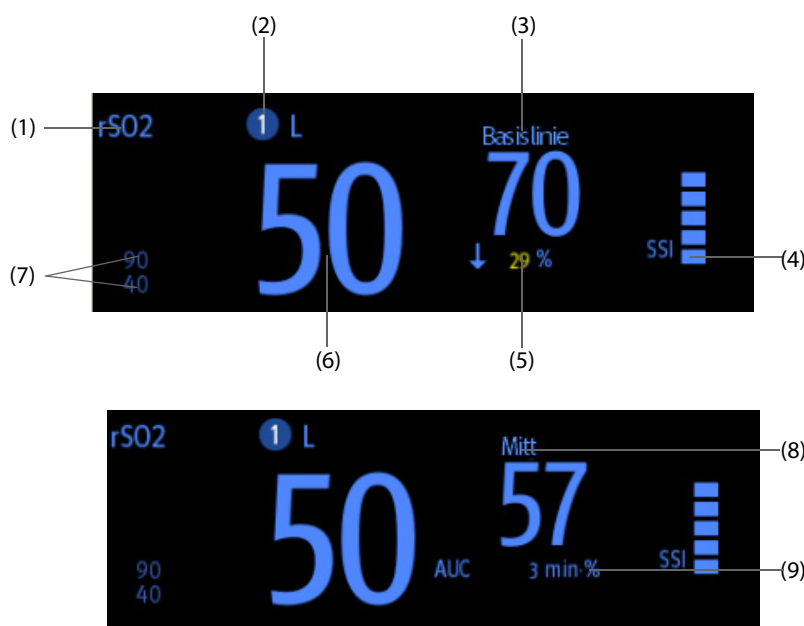 (2) (3)
(1) rSO2 1 L Basislinie
50 70
(7) 90 ↓ 29 % SSI (4)
40
(6) (5)
rSO2 1 L Mitt (8)
50 57
90 AUC 3 min·% SSI (9)
40